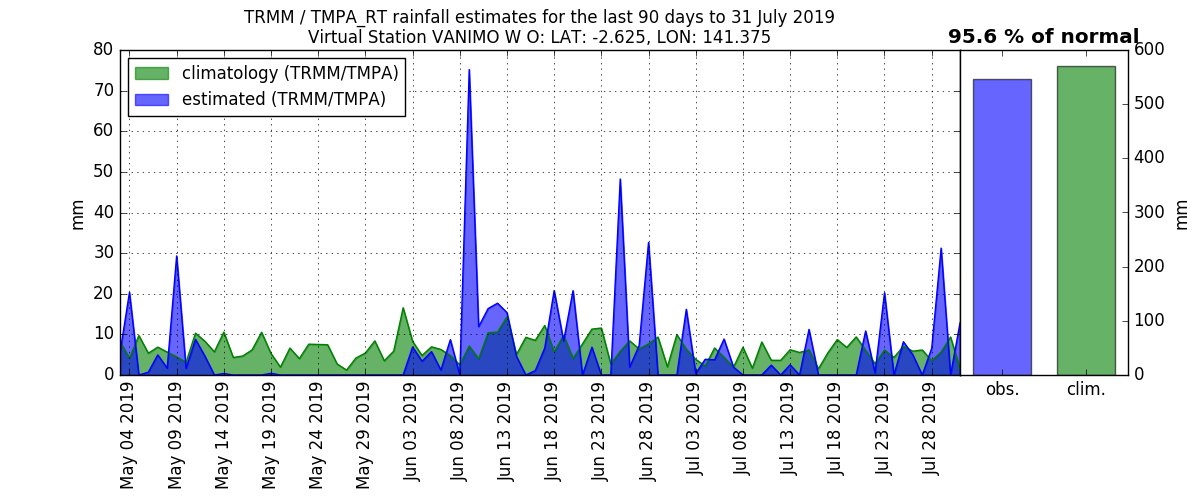 TRMM / TMPA_RT rainfall estimates for the last 90 days to 31 July 2019
Virtual Station VANIMO W O: LAT: -2.625, LON: 141.375
95.6 % of normal
climatology (TRMM/TMPA)
estimated (TRMM/TMPA)
80
70
60
50
40
30
20
10
0
mm
May 04 2019
May 09 2019
May 14 2019
May 19 2019
May 24 2019
May 29 2019
Jun 03 2019
Jun 08 2019
Jun 13 2019
Jun 18 2019
Jun 23 2019
Jun 28 2019
Jul 03 2019
Jul 08 2019
Jul 13 2019
Jul 18 2019
Jul 23 2019
Jul 28 2019
600
500
400
300
200
100
0
mm
obs.
clim.